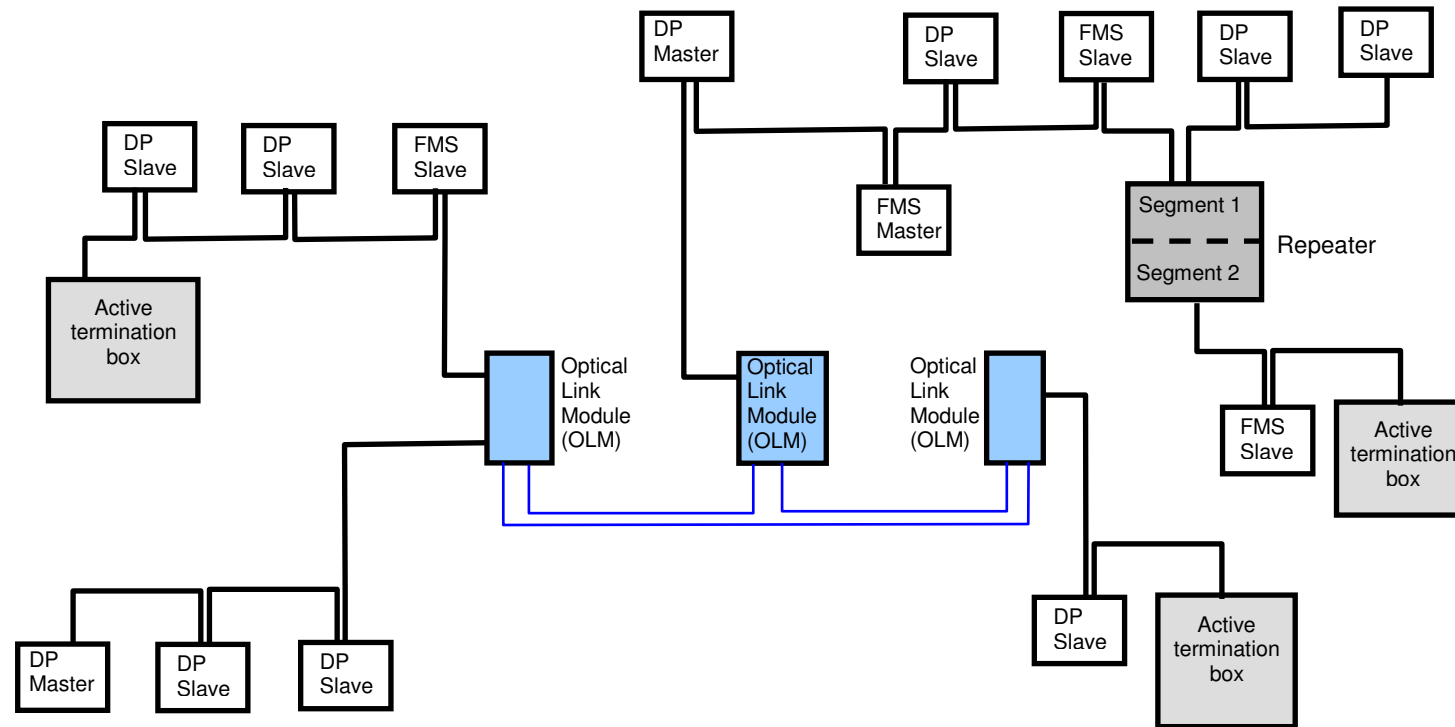 DP
Master
DP
Slave
FMS
Slave
DP
Slave
DP
Slave
DP
Slave
DP
Slave
FMS
Slave
FMS
Master
Segment 1
Segment 2
Repeater
Active
termination
box
Optical
Link
Module
(OLM)
Optical
Link
Module
(OLM)
Optical
Link
Module
(OLM)
FMS
Slave
Active
termination
box
DP
Master
DP
Slave
DP
Slave
DP
Slave
Active
termination
box